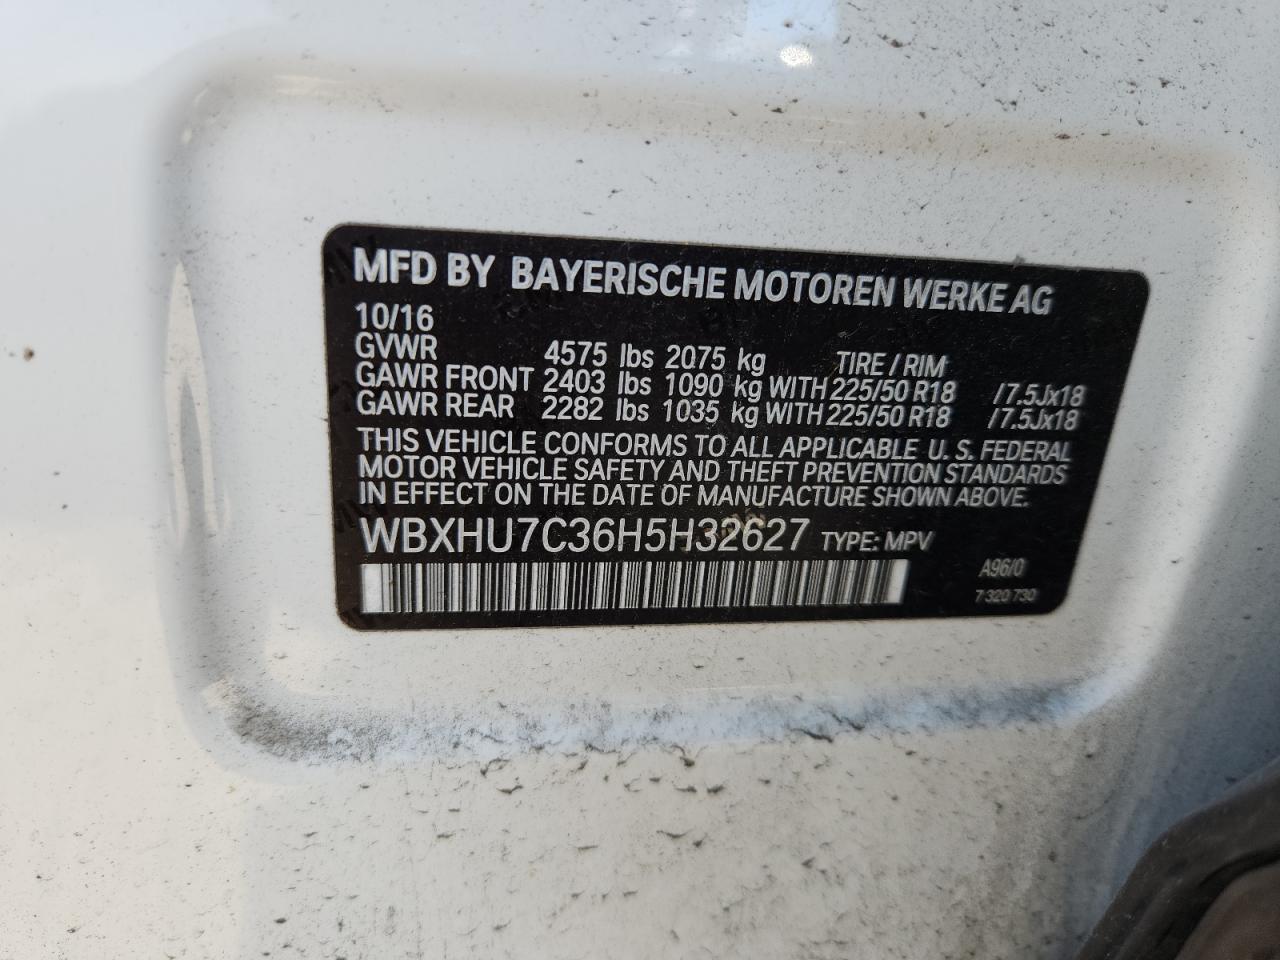 MFD BY BAYERISCHE MOTOREN WERKE AG
10/16
GVWR 4575 lbs 2075 kg TIRE / RIM
GAWR FRONT 2403 lbs 1090 kg WITH 225/50 R18 /7.5Jx18
GAWR REAR 2282 lbs 1035 kg WITH 225/50 R18 /7.5Jx18
THIS VEHICLE CONFORMS TO ALL APPLICABLE U. S. FEDERAL
MOTOR VEHICLE SAFETY AND THEFT PREVENTION STANDARDS
IN EFFECT ON THE DATE OF MANUFACTURE SHOWN ABOVE.
WBXHU7C36H5H32627 TYPE: MPV
A96/0
7 320 730